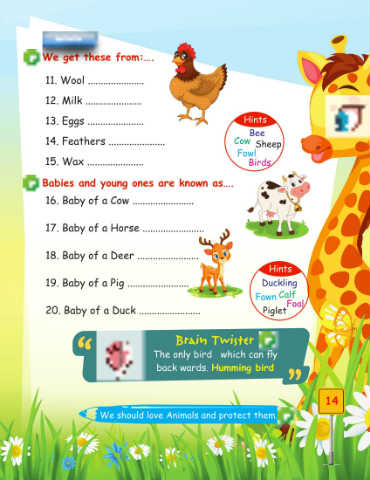 We get these from:....
11. Wool ......................
12. Milk ......................
13. Eggs ......................
14. Feathers ......................
15. Wax ......................
Hints
Bee
Cow Sheep
Fowl
Birds
Babies and young ones are known as....
16. Baby of a Cow ........................
17. Baby of a Horse ........................
18. Baby of a Deer ........................
19. Baby of a Pig ........................
20. Baby of a Duck ........................
Hints
Duckling
Fawn Calf
Foal
Piglet
Brain Twister
The only bird which can fly
back wards. Humming bird
14
We should love Animals and protect them